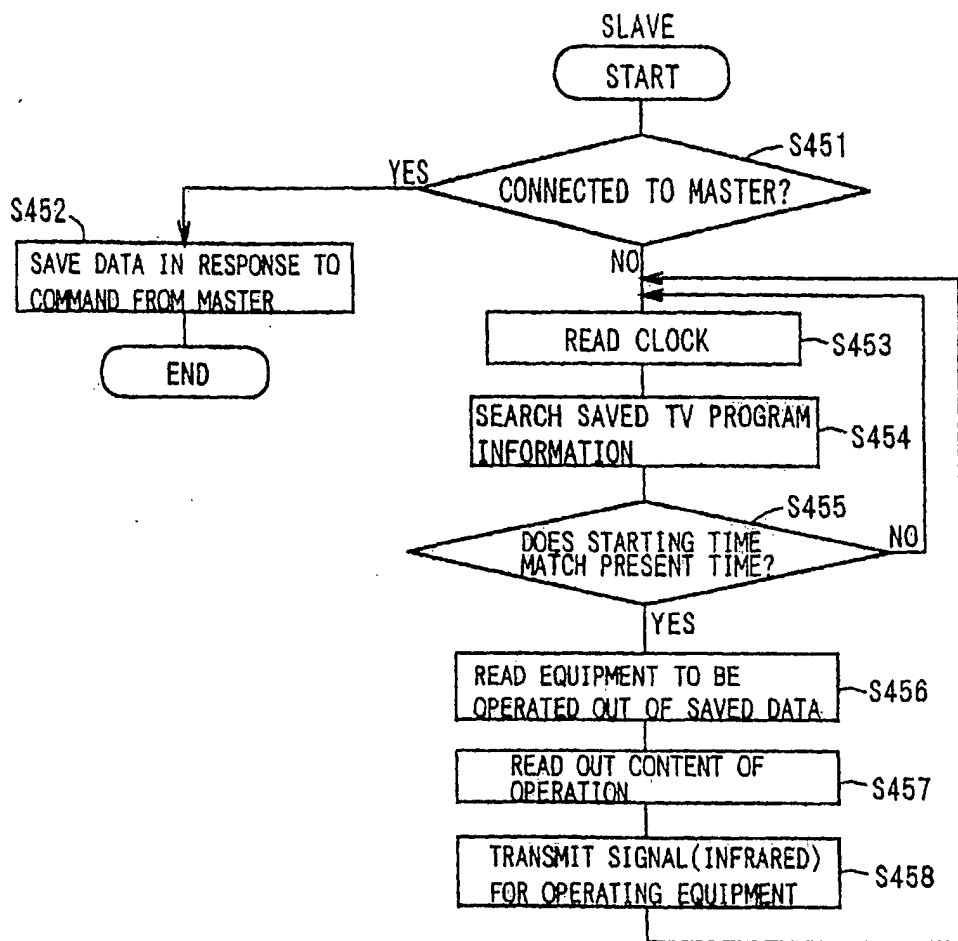 SLAVE
START
S451
YES
CONNECTED TO MASTER?
S452
SAVE DATA IN RESPONSE TO
COMMAND FROM MASTER
END
NO
READ CLOCK
S453
SEARCH SAVED TV PROGRAM
INFORMATION
S454
S455
DOES STARTING TIME
MATCH PRESENT TIME?
NO
YES
READ EQUIPMENT TO BE
OPERATED OUT OF SAVED DATA
S456
READ OUT CONTENT OF
OPERATION
S457
TRANSMIT SIGNAL(INFRARED)
FOR OPERATING EQUIPMENT
S458